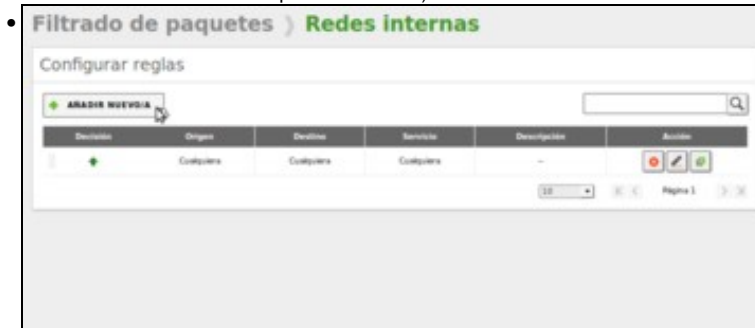 Filtrado de paquetes ⟩ Redes internas
Configurar reglas
+ AÑADIR NUEVO/A
Decisión Origen Destino Servicio Descripción Acción
Cualquiera Cualquiera Cualquiera --
10 Página 1